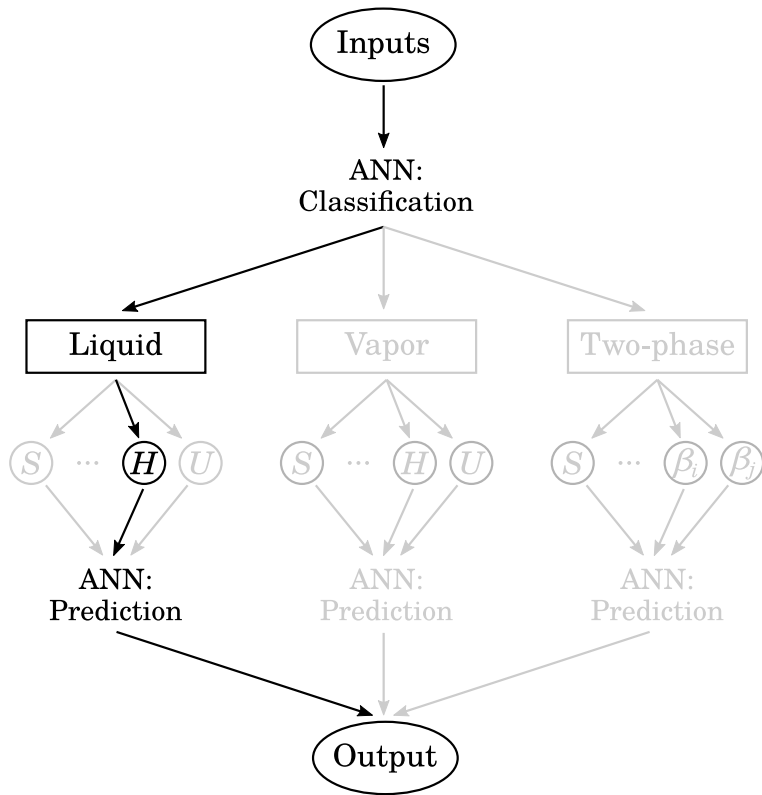 Inputs
ANN:
Classification
Liquid
Vapor
Two-phase
S ... H U
S ... H U
S ... βi βj
ANN:
Prediction
ANN:
Prediction
ANN:
Prediction
Output